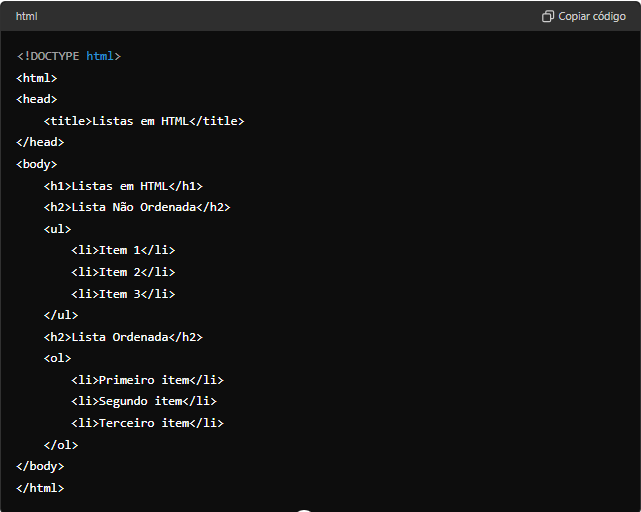 html
Copiar código
<!DOCTYPE html>
<html>
<head>
    <title>Listas em HTML</title>
</head>
<body>
    <h1>Listas em HTML</h1>
    <h2>Lista Não Ordenada</h2>
    <ul>
        <li>Item 1</li>
        <li>Item 2</li>
        <li>Item 3</li>
    </ul>
    <h2>Lista Ordenada</h2>
    <ol>
        <li>Primeiro item</li>
        <li>Segundo item</li>
        <li>Terceiro item</li>
    </ol>
</body>
</html>